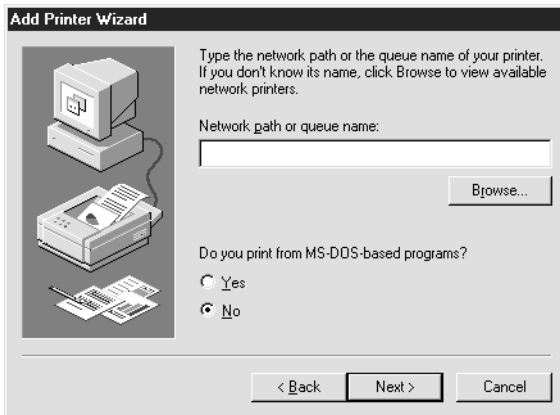 Add Printer Wizard
Type the network path or the queue name of your printer.
If you don't know its name, click Browse to view available
network printers.
Network path or queue name:
Browse...
Do you print from MS-DOS-based programs?
Yes
No
< Back
Next >
Cancel